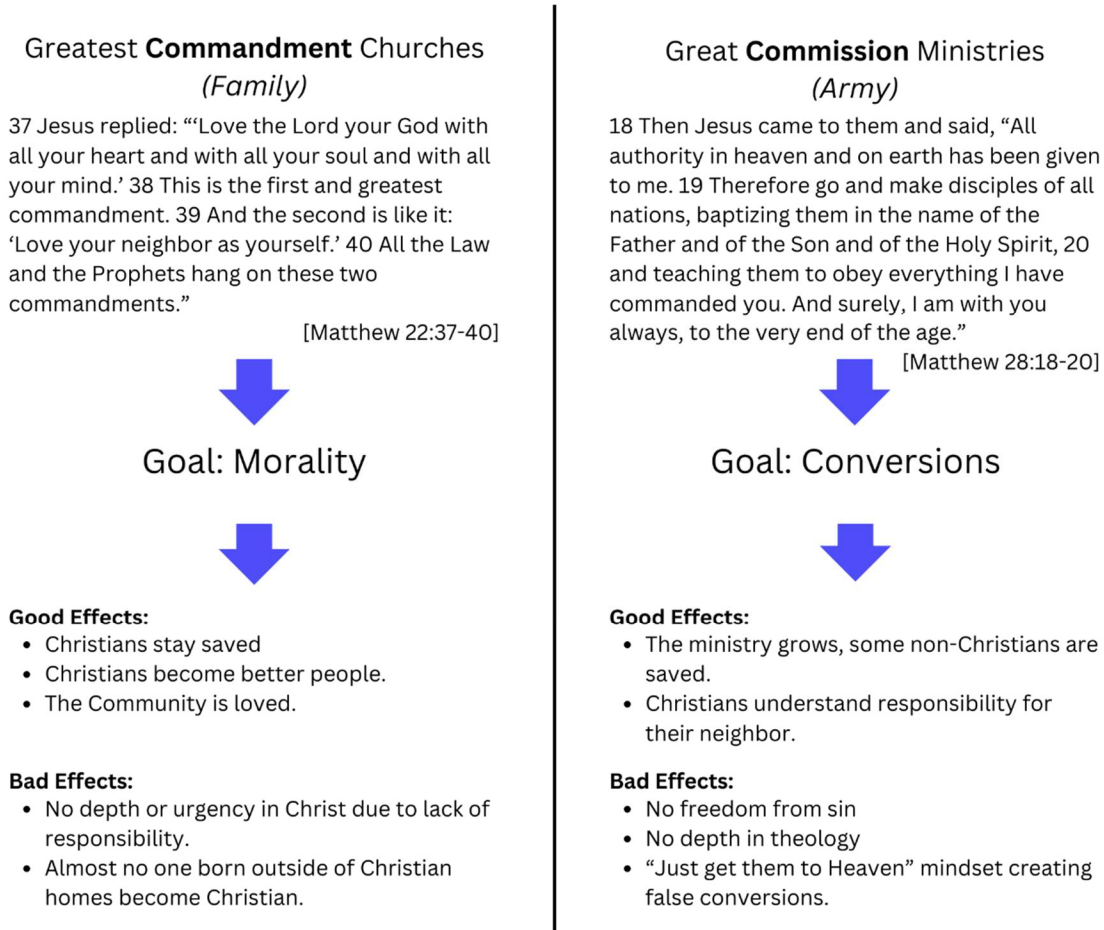 Greatest Commandment Churches
(Family)
37 Jesus replied: “‘Love the Lord your God with
all your heart and with all your soul and with all
your mind.’ 38 This is the first and greatest
commandment. 39 And the second is like it:
‘Love your neighbor as yourself.’ 40 All the Law
and the Prophets hang on these two
commandments.”
[Matthew 22:37-40]
Goal: Morality
Good Effects:
• Christians stay saved
• Christians become better people.
• The Community is loved.
Bad Effects:
• No depth or urgency in Christ due to lack of
responsibility.
• Almost no one born outside of Christian
homes become Christian.
Great Commission Ministries
(Army)
18 Then Jesus came to them and said, “All
authority in heaven and on earth has been given
to me. 19 Therefore go and make disciples of all
nations, baptizing them in the name of the
Father and of the Son and of the Holy Spirit, 20
and teaching them to obey everything I have
commanded you. And surely, I am with you
always, to the very end of the age.”
[Matthew 28:18-20]
Goal: Conversions
Good Effects:
• The ministry grows, some non-Christians are
saved.
• Christians understand responsibility for
their neighbor.
Bad Effects:
• No freedom from sin
• No depth in theology
• “Just get them to Heaven” mindset creating
false conversions.